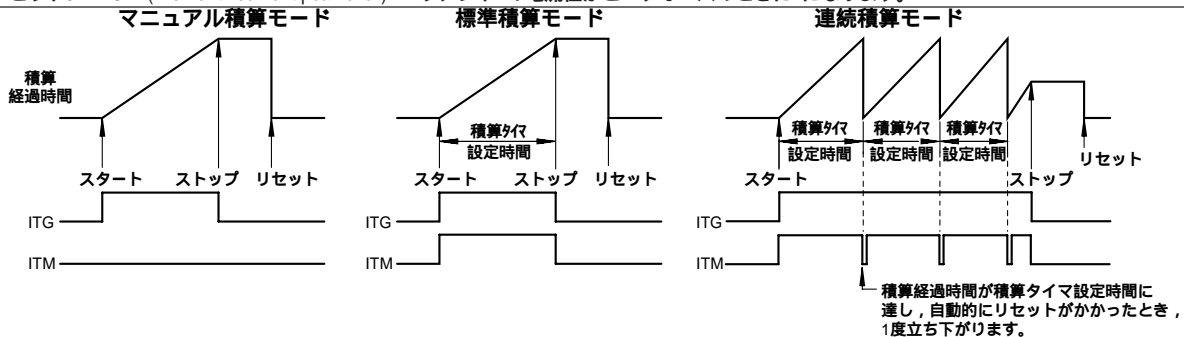 マニュアル積算モード
標準積算モード
連続積算モード
積算
経過時間
スタート
ストップ
リセット
ITG
ITM
積算タイマ
設定時間
スタート
ストップ
リセット
ITG
ITM
積算タイマ
設定時間
積算タイマ
設定時間
積算タイマ
設定時間
スタート
ストップ
リセット
ITG
ITM
積算経過時間が積算タイマ設定時間に
達し，自動的にリセットがかかったとき，
1度立ち下がります。